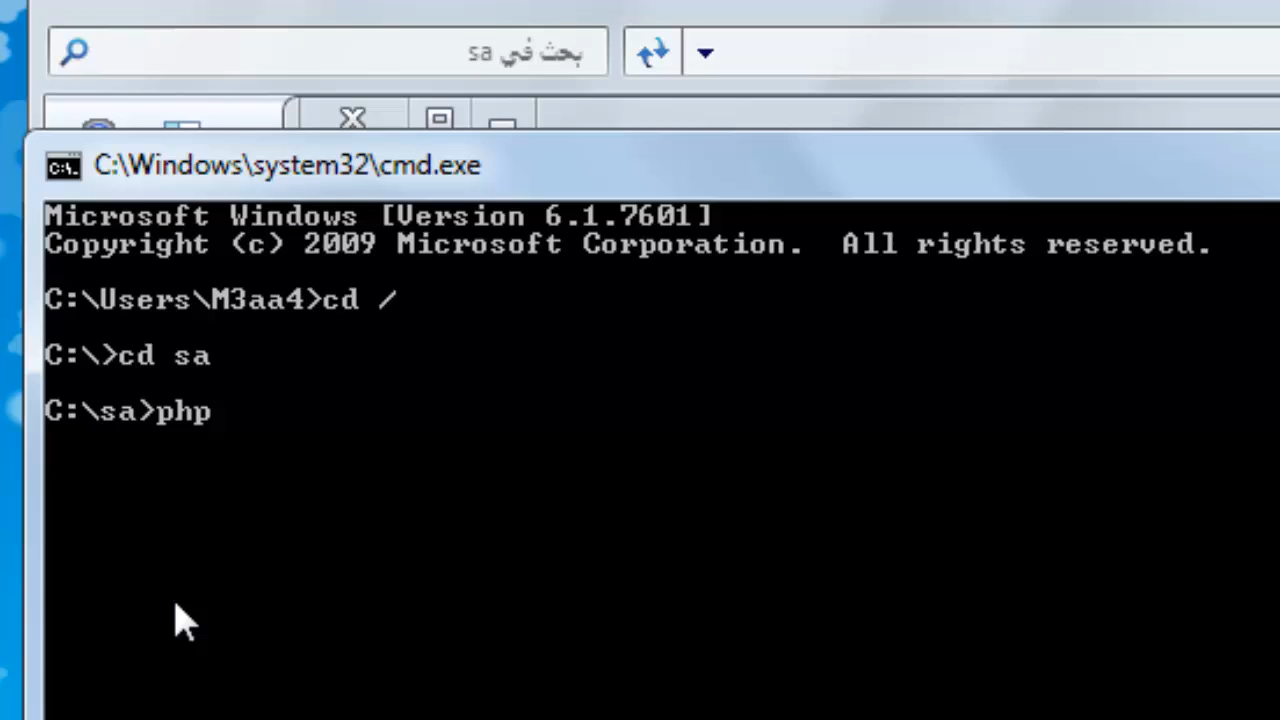 بحث في sa
C:\Windows\system32\cmd.exe
Microsoft Windows [Version 6.1.7601]
Copyright (c) 2009 Microsoft Corporation.  All rights reserved.
C:\Users\M3aa4>cd /
C:\>cd sa
C:\sa>php